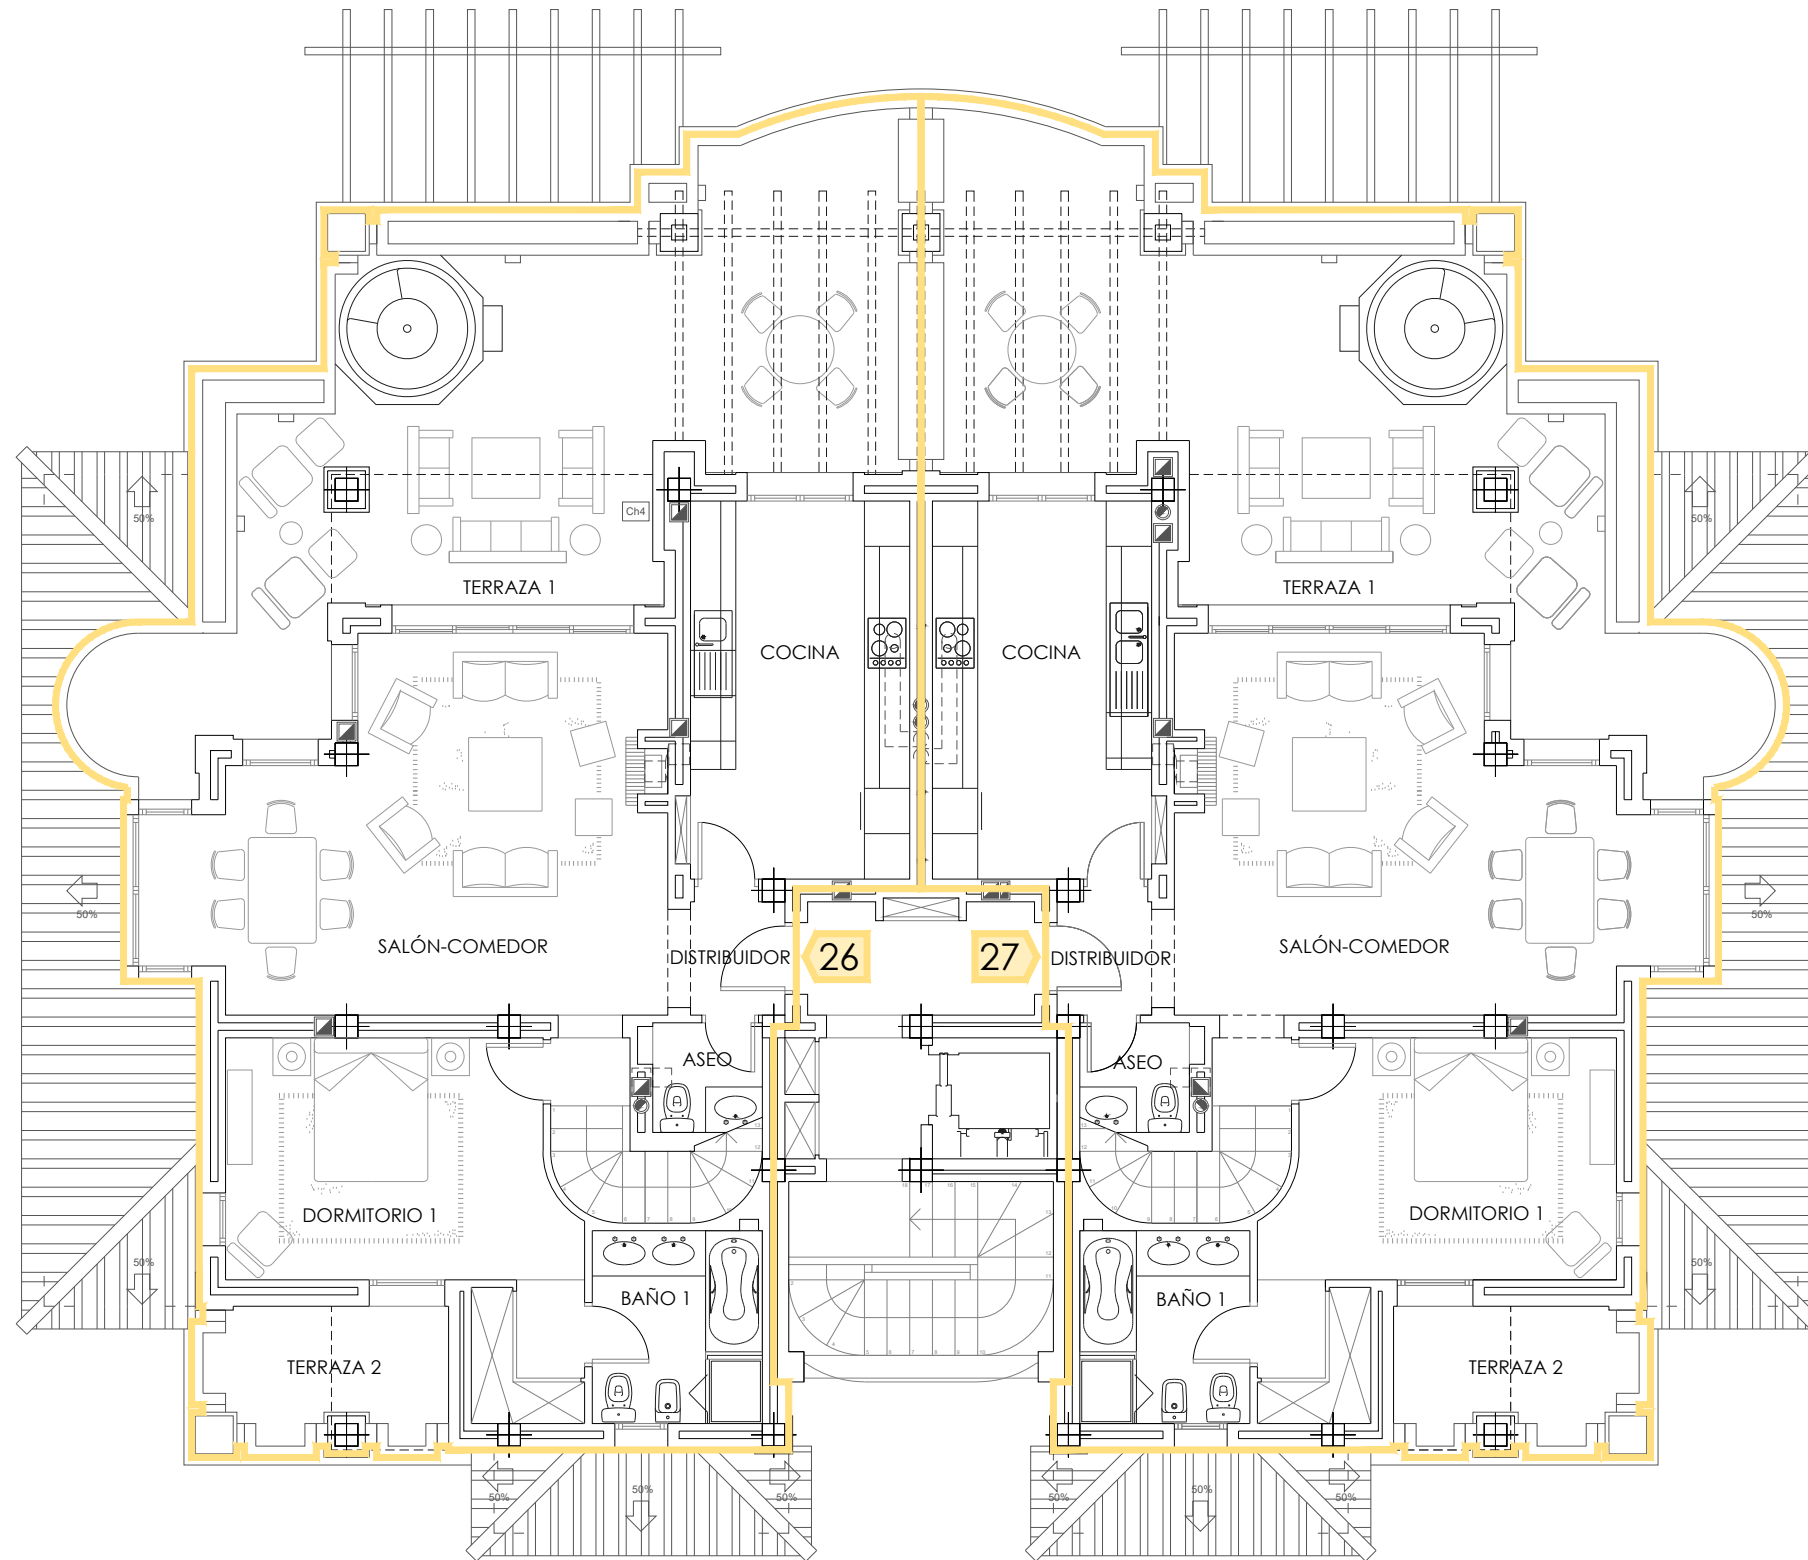 50%
50%
Ch4
TERRAZA 1
TERRAZA 1
COCINA
COCINA
50%
50%
SALÓN-COMEDOR
DISTRIBUIDOR
26
27
DISTRIBUIDOR
SALÓN-COMEDOR
ASEO
ASEO
DORMITORIO 1
DORMITORIO 1
50%
50%
BAÑO 1
BAÑO 1
TERRAZA 2
TERRAZA 2
50%
50%
50%
50%
50%
50%